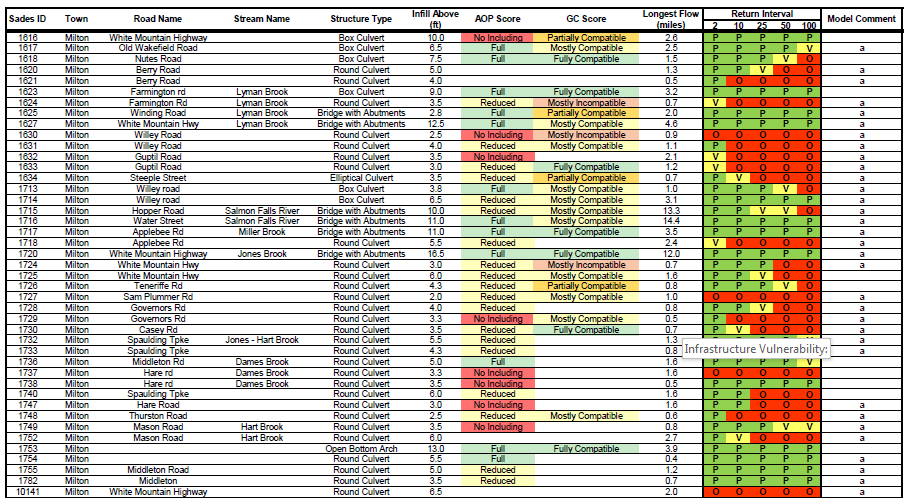 Sades ID Town Road Name Stream Name Structure Type Infill Above (ft) AOP Score GC Score Longest Flow (miles) Return Interval Model Comment
2 10 25 50 100
1616 Milton White Mountain Highway Box Culvert 10.0 No Including Partially Compatible 2.6 P P P P P
1617 Milton Old Wakefield Road Box Culvert 6.5 Full Mostly Compatible 2.5 P P P P V a
1618 Milton Nutes Road Box Culvert 7.5 Full Fully Compatible 1.5 P P P V O
1620 Milton Berry Road Round Culvert 5.0 1.3 P P V O O a
1621 Milton Berry Road Round Culvert 4.0 0.5 P O O O O a
1623 Milton Farmington rd Lyman Brook Box Culvert 9.0 Full Fully Compatible 3.2 P P P P P
1624 Milton Farmington Rd Lyman Brook Round Culvert 3.5 Reduced Mostly Incompatible 0.7 V O O O O a
1625 Milton Winding Road Lyman Brook Bridge with Abutments 2.8 Full Partially Compatible 2.0 P P P P P a
1627 Milton White Mountain Hwy Lyman Brook Bridge with Abutments 12.5 Full Mostly Compatible 4.6 P P P P P a
1630 Milton Willey Road Round Culvert 2.5 No Including Mostly Incompatible 0.9 O O O O O a
1631 Milton Willey Road Round Culvert 4.0 Reduced Mostly Compatible 1.1 P O O O O a
1632 Milton Guptil Road Round Culvert 3.5 No Including 2.1 V O O O O a
1633 Milton Guptil Road Round Culvert 3.0 Reduced Fully Compatible 1.2 V O O O O a
1634 Milton Steeple Street Elliptical Culvert 3.5 Reduced Partially Compatible 0.7 P V O O O a
1713 Milton Willey road Box Culvert 3.8 Full Mostly Compatible 1.0 P P P V O a
1714 Milton Willey road Box Culvert 6.5 Reduced Mostly Compatible 3.1 P P P P P
1715 Milton Hopper Road Salmon Falls River Bridge with Abutments 10.0 Reduced Mostly Compatible 13.3 P P V V O a
1716 Milton Water Street Salmon Falls River Bridge with Abutments 11.0 Full Mostly Compatible 14.4 P P P P P a
1717 Milton Applebee Rd Miller Brook Bridge with Abutments 11.0 Full Fully Compatible 3.5 P P P P P a
1718 Milton Applebee Rd Round Culvert 5.5 Reduced 2.4 V O O O O a
1720 Milton White Mountain Highway Jones Brook Bridge with Abutments 16.5 Full Fully Compatible 12.0 P P P P P a
1724 Milton White Mountain Hwy Round Culvert 3.0 Reduced Mostly Incompatible 0.7 P P P O O a
1725 Milton White Mountain Hwy Round Culvert 6.0 Reduced Mostly Compatible 1.6 P P V O O
1726 Milton Teneriffe Rd Round Culvert 4.3 Reduced Partially Compatible 0.8 P P P V O
1727 Milton Sam Plummer Rd Round Culvert 2.0 Reduced Mostly Compatible 1.0 O O O O O a
1728 Milton Governors Rd Round Culvert 4.0 Reduced 0.8 P P V O O a
1729 Milton Governors Rd Round Culvert 3.3 No Including Mostly Compatible 0.5 P O O O O a
1730 Milton Casey Rd Round Culvert 3.5 Reduced Fully Compatible 0.7 P V O O O a
1732 Milton Spaulding Tpke Jones - Hart Brook Round Culvert 5.5 Reduced 1.3 a
Infrastructure Vulnerability:
1733 Milton Spaulding Tpke Round Culvert 4.3 Reduced 0.8 a
1736 Milton Middleton Rd Dames Brook Round Culvert 5.0 Full 1.6 P P P P V
1737 Milton Hare rd Dames Brook Round Culvert 3.3 No Including 1.6 O O O O O
1738 Milton Hare rd Dames Brook Round Culvert 3.5 No Including 0.5 P P P P P
1740 Milton Spaulding Tpke Round Culvert 6.0 Reduced 1.6 P P O O O
1747 Milton Hare Road Round Culvert 3.0 No Including 1.6 P P O O O a
1748 Milton Thurston Road Round Culvert 2.5 Reduced Mostly Compatible 0.6 P O O O O a
1749 Milton Mason Road Hart Brook Round Culvert 3.5 No Including 0.8 P P P V V a
1752 Milton Mason Road Hart Brook Round Culvert 6.0 2.7 P V O O O a
1753 Milton Open Bottom Arch 13.0 Full Fully Compatible 3.9 P P P P P
1754 Milton Round Culvert 5.5 Full 0.4 P P P P P a
1755 Milton Middleton Road Round Culvert 5.0 Reduced 1.2 P P O O O a
1782 Milton Middleton Round Culvert 3.5 Reduced 0.7 P P P P P a
10141 Milton White Mountain Highway Round Culvert 6.5 2.0 O O O O O a